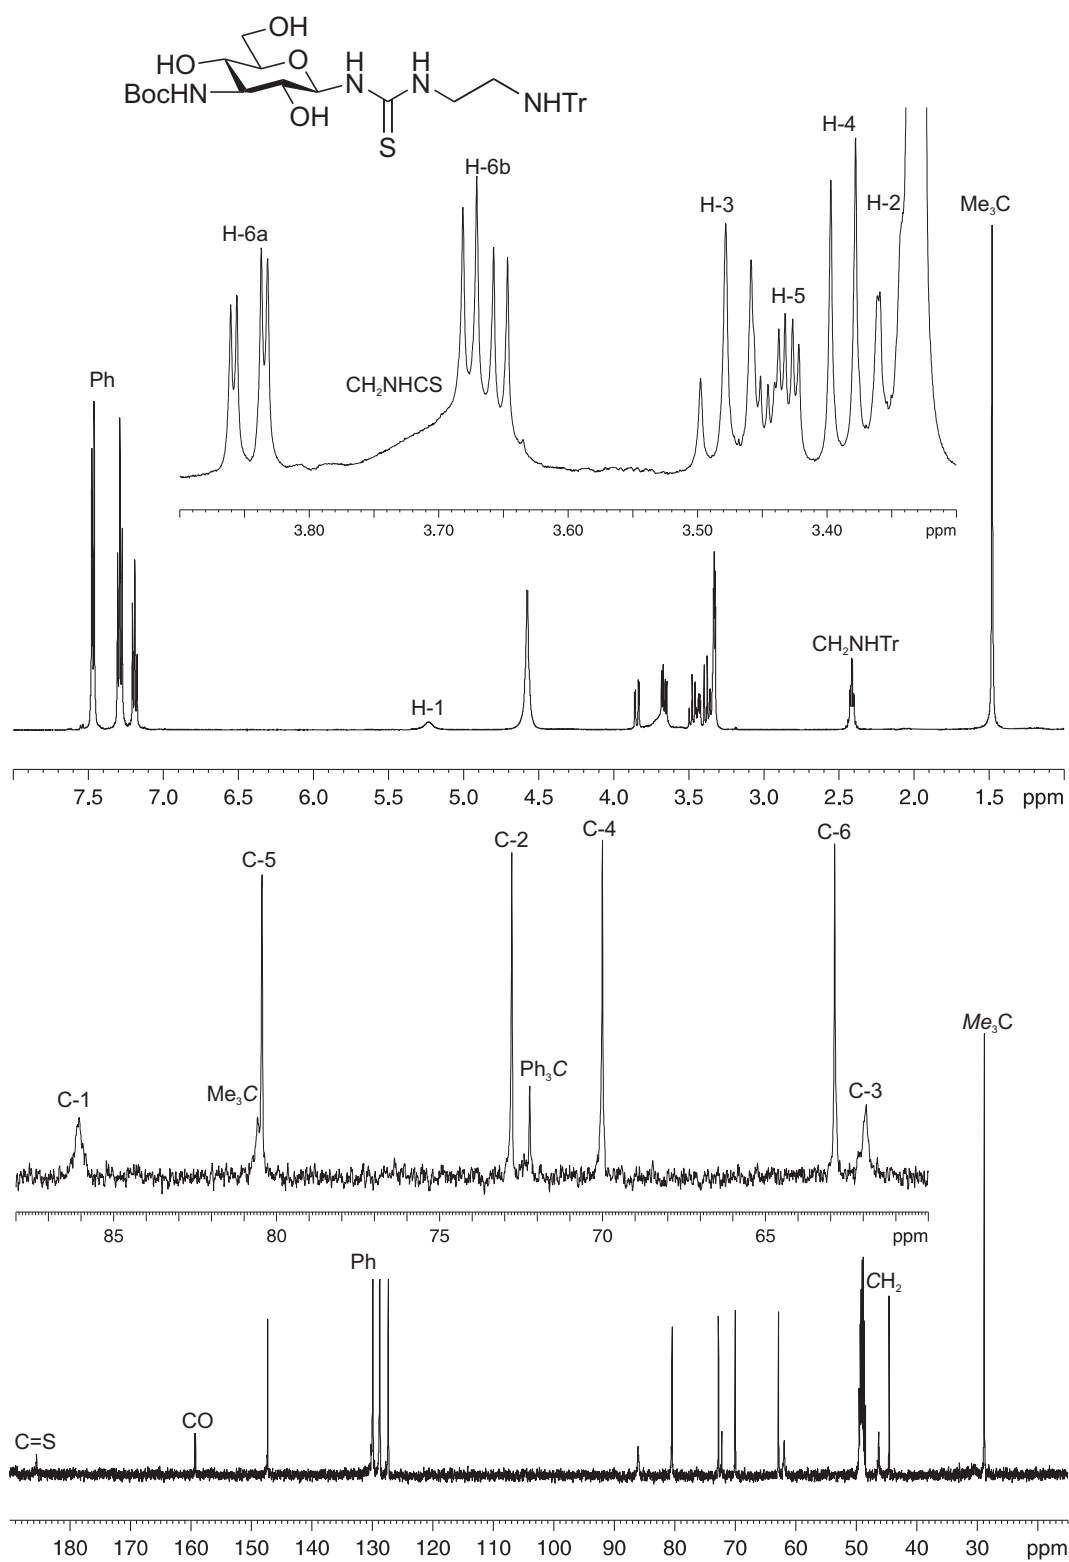 OH
HO
O
H
N
H
N
BocHN
OH
S
NHTr
H-6a
CH₂NHCS
H-6b
H-3
H-5
H-4
H-2
Me₃C
Ph
3.80 3.70 3.60 3.50 3.40 ppm
H-1
CH₂NHTr
7.5 7.0 6.5 6.0 5.5 5.0 4.5 4.0 3.5 3.0 2.5 2.0 1.5 ppm
C-1
Me₃C
C-5
C-2
Ph₃C
C-4
C-6
C-3
Me₃C
85 80 75 70 65 ppm
C=S
CO
Ph
CH₂
180 170 160 150 140 130 120 110 100 90 80 70 60 50 40 30 ppm